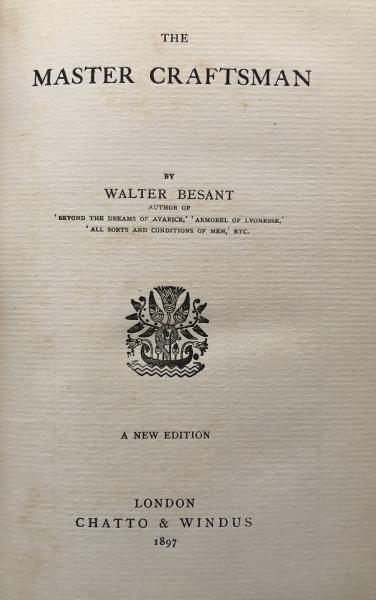 THE
MASTER CRAFTSMAN
BY
WALTER BESANT
AUTHOR OF
'BEYOND THE DREAMS OF AVARICE,' 'ARMOREL OF LYONESSE,'
'ALL SORTS AND CONDITIONS OF MEN,' ETC.
A NEW EDITION
LONDON
CHATTO & WINDUS
1897